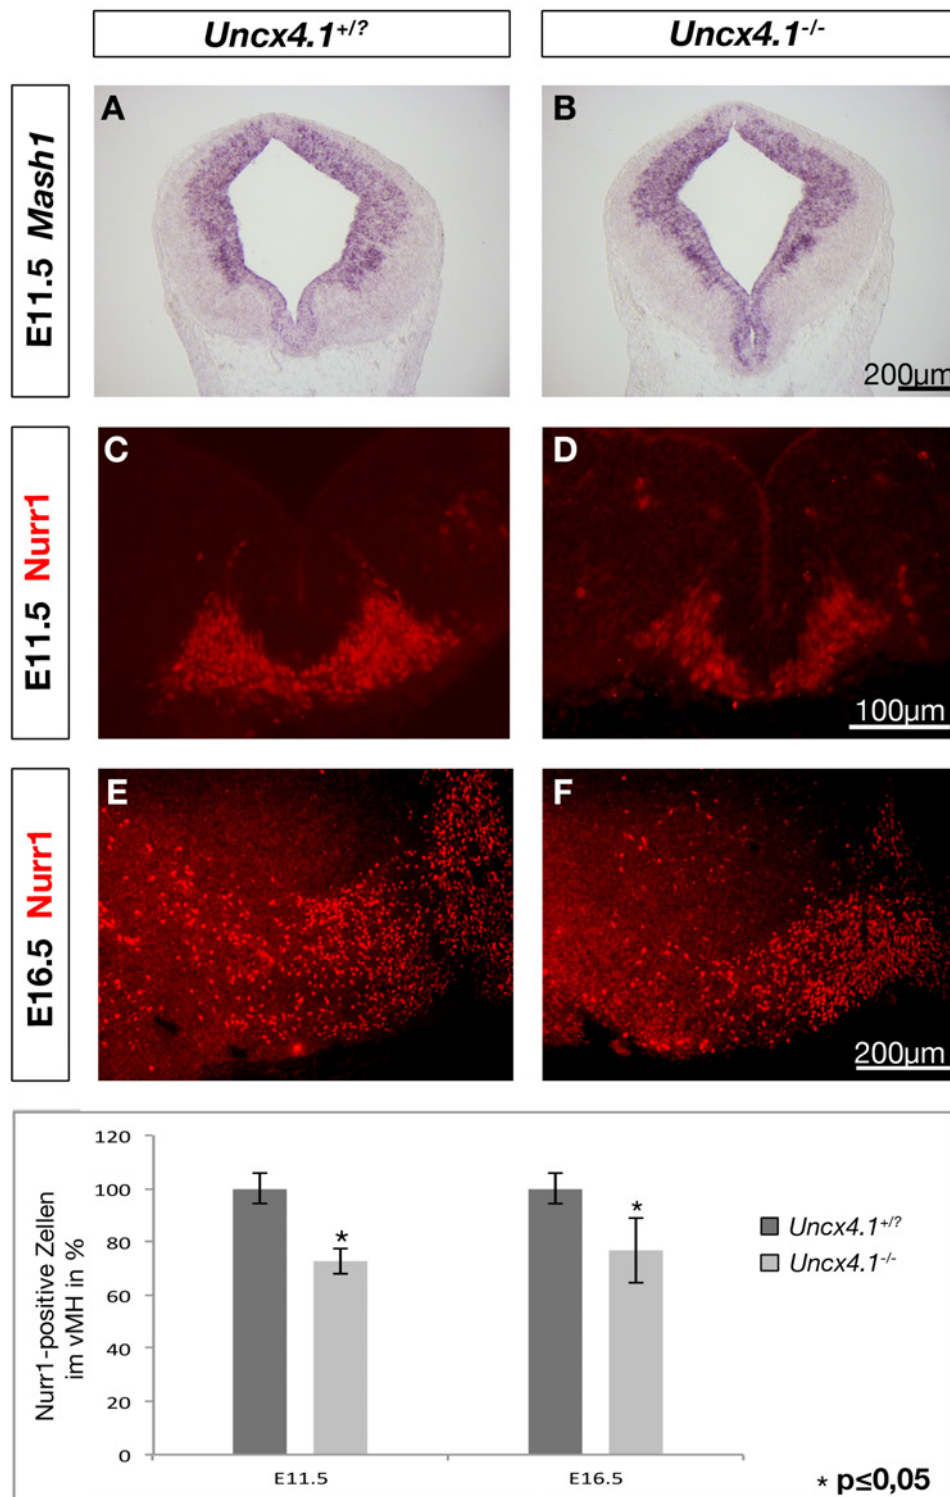 Uncx4.1+/? Uncx4.1-/-
E11.5 Mash1
A B
200µm
E11.5 Nurr1
C D
100µm
E16.5 Nurr1
E F
200µm
Nurr1-positive Zellen
im vMH in %
120
100
80
60
40
20
0
* *
E11.5 E16.5
Uncx4.1+/?
Uncx4.1-/-
* p≤0,05